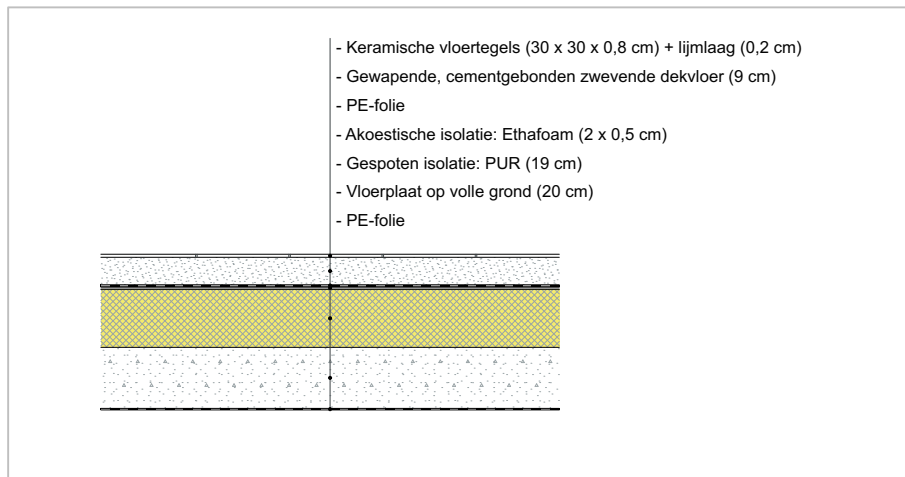 - Keramische vloertegels (30 x 30 x 0,8 cm) + lijmlaag (0,2 cm)
- Gewapende, cementgebonden zwevende dekvloer (9 cm)
- PE-folie
- Akoestische isolatie: Ethafoam (2 x 0,5 cm)
- Gespoten isolatie: PUR (19 cm)
- Vloerplaat op volle grond (20 cm)
- PE-folie